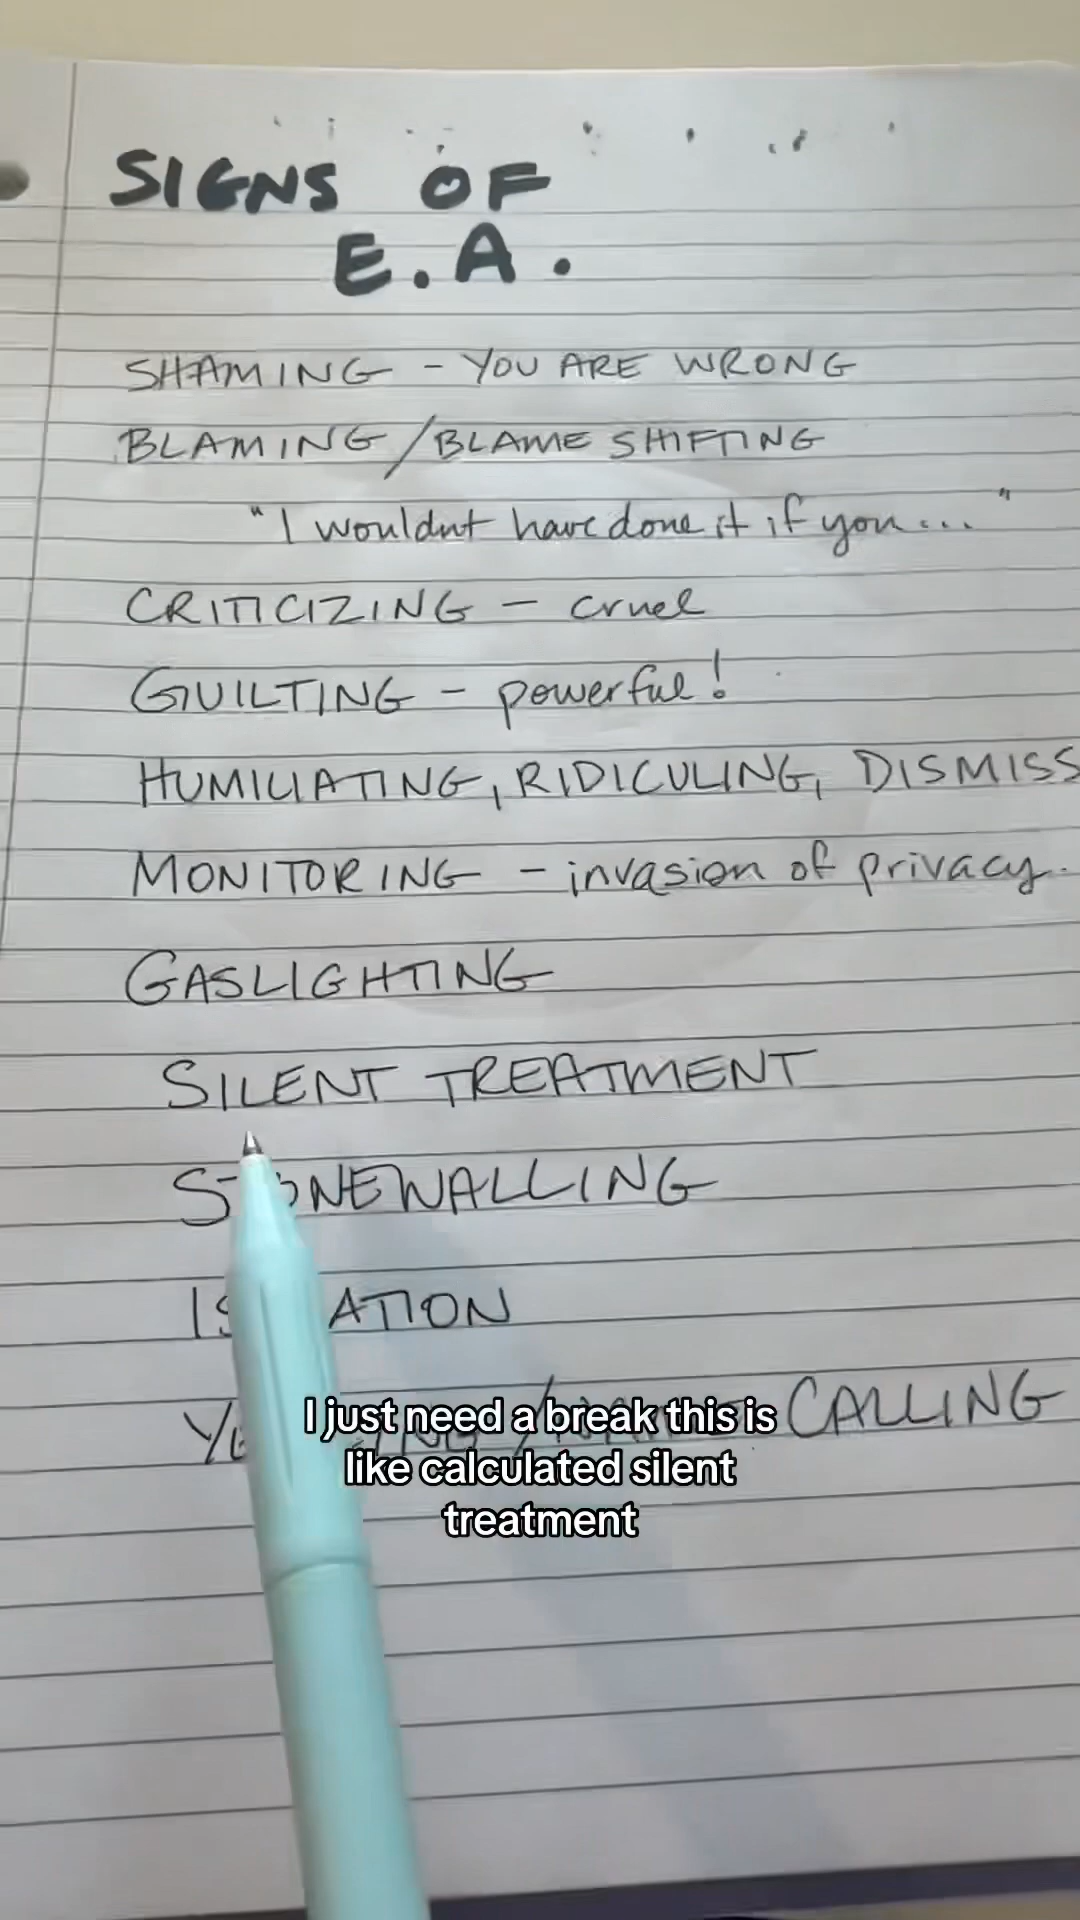 SIGNS OF
E.A.
SHAMING - YOU ARE WRONG
BLAMING/BLAME SHIFTING
"I wouldnt have done it if you..."
CRITICIZING - cruel
GUILTING - powerful!
HUMILIATING, RIDICULING, DISMISS
MONITORING - invasion of privacy.
GASLIGHTING
SILENT TREATMENT
STONEWALLING
ISOLATION
CALLING
I just need a break this is
like calculated silent
treatment